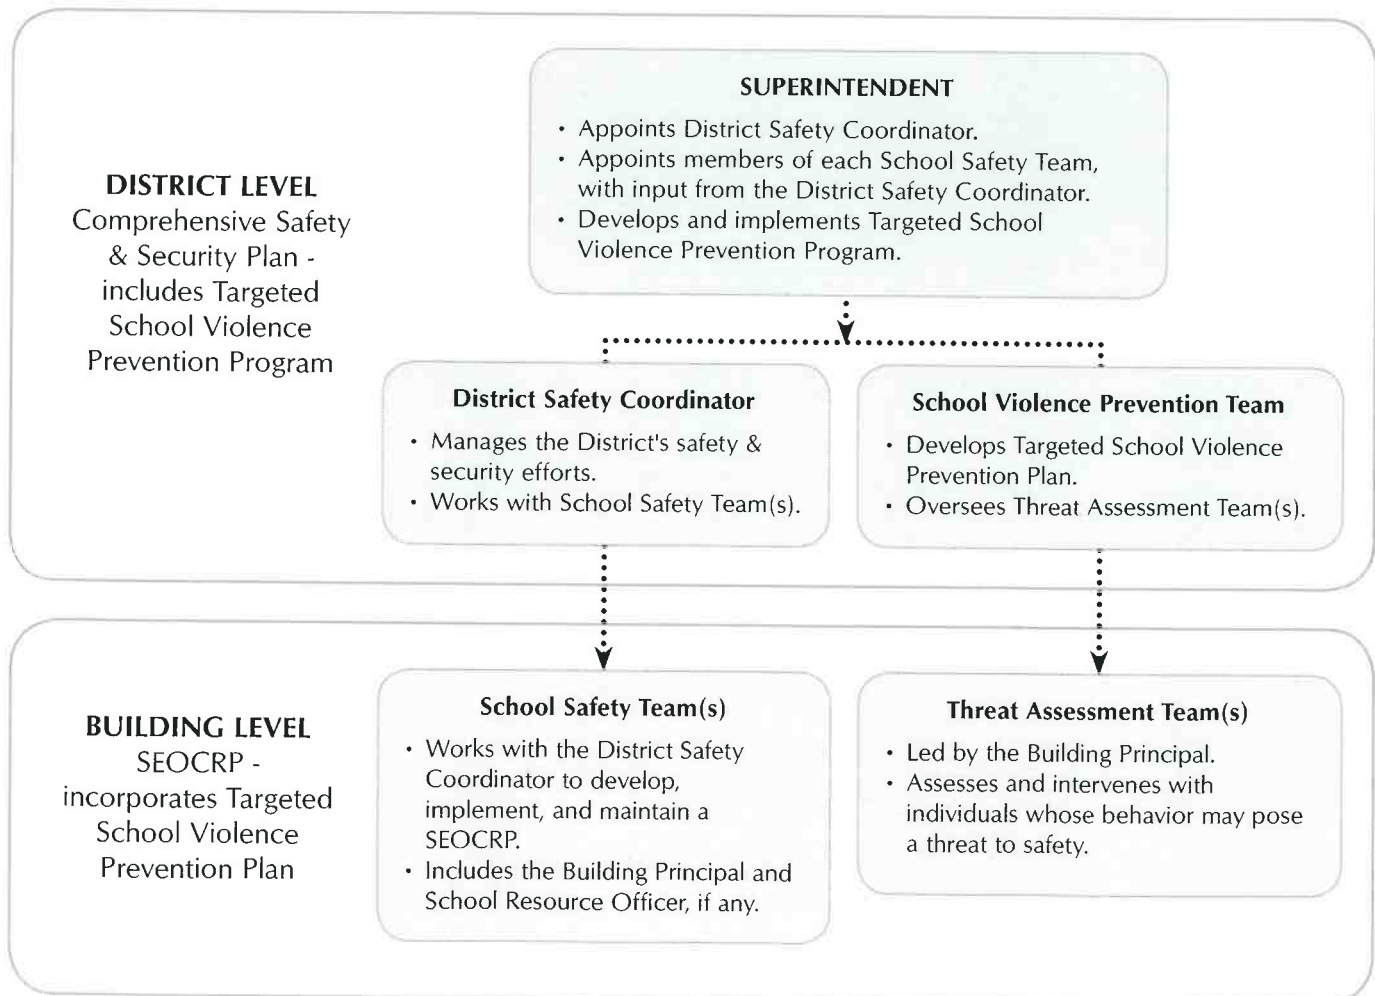 SUPERINTENDENT
• Appoints District Safety Coordinator.
• Appoints members of each School Safety Team,
with input from the District Safety Coordinator.
• Develops and implements Targeted School
Violence Prevention Program.
DISTRICT LEVEL
Comprehensive Safety
& Security Plan -
includes Targeted
School Violence
Prevention Program
District Safety Coordinator
• Manages the District's safety &
security efforts.
• Works with School Safety Team(s).
School Violence Prevention Team
• Develops Targeted School Violence
Prevention Plan.
• Oversees Threat Assessment Team(s).
BUILDING LEVEL
SEOCRP -
incorporates Targeted
School Violence
Prevention Plan
School Safety Team(s)
• Works with the District Safety
Coordinator to develop,
implement, and maintain a
SEOCRP.
• Includes the Building Principal and
School Resource Officer, if any.
Threat Assessment Team(s)
• Led by the Building Principal.
• Assesses and intervenes with
individuals whose behavior may pose
a threat to safety.